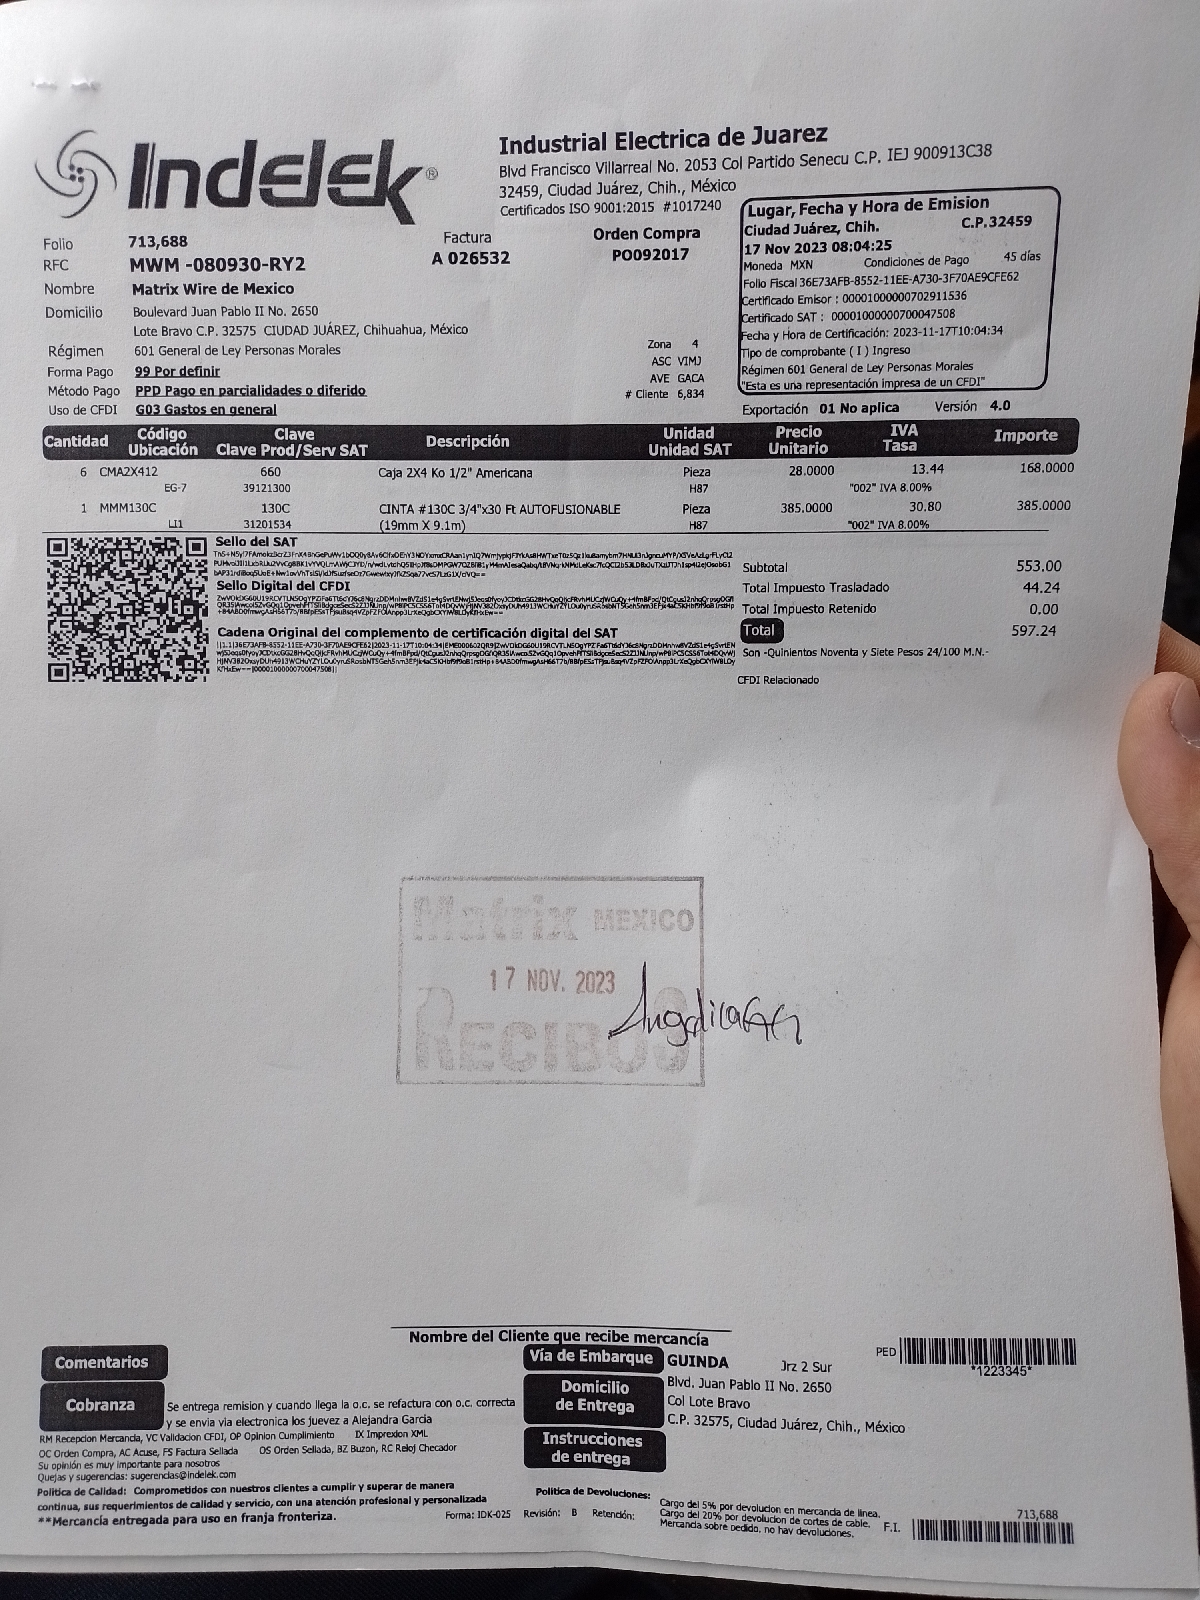 Indelek®
Industrial Electrica de Juarez
Blvd Francisco Villarreal No. 2053 Col Partido Senecu C.P. IEJ 900913C38
32459, Ciudad Juárez, Chih., México
Certificados ISO 9001:2015 #1017240
Folio 713,688
Factura
A 026532
Orden Compra
PO092017
RFC MWM -080930-RY2
Nombre Matrix Wire de Mexico
Domicilio Boulevard Juan Pablo II No. 2650
Lote Bravo C.P. 32575 CIUDAD JUÁREZ, Chihuahua, México
Régimen 601 General de Ley Personas Morales
Forma Pago 99 Por definir
Método Pago PPD Pago en parcialidades o diferido
Uso de CFDI G03 Gastos en general
Zona 4
ASC VIMJ
AVE GACA
# Cliente 6,834
Lugar, Fecha y Hora de Emision
Ciudad Juárez, Chih. C.P.32459
17 Nov 2023 08:04:25
Moneda MXN Condiciones de Pago 45 días
Folio Fiscal 36E73AFB-8552-11EE-A730-3F70AE9CFE62
Certificado Emisor : 00001000000702911536
Certificado SAT : 00001000000700047508
Fecha y Hora de Certificación: 2023-11-17T10:04:34
Tipo de comprobante ( I ) Ingreso
Régimen 601 General de Ley Personas Morales
"Esta es una representación impresa de un CFDI"
Exportación 01 No aplica Versión 4.0
Cantidad Código Ubicación Clave Clave Prod/Serv SAT Descripción Unidad Unidad SAT Precio Unitario IVA Tasa Importe
6 CMA2X412 660 Caja 2X4 Ko 1/2" Americana Pieza 28.0000 13.44 168.0000
EG-7 39121300 H87 "002" IVA 8.00%
1 MMM130C 130C CINTA #130C 3/4"x30 Ft AUTOFUSIONABLE Pieza 385.0000 30.80 385.0000
LI1 31201534 (19mm X 9.1m) H87 "002" IVA 8.00%
Sello del SAT
Sello Digital del CFDI
Cadena Original del complemento de certificación digital del SAT
Subtotal 553.00
Total Impuesto Trasladado 44.24
Total Impuesto Retenido 0.00
Total 597.24
Son -Quinientos Noventa y Siete Pesos 24/100 M.N.-
CFDI Relacionado
Matrix MEXICO
17 NOV. 2023
RECIBOS
Nombre del Cliente que recibe mercancía
Comentarios
Cobranza
Se entrega remision y cuando llega la o.c. se refactura con o.c. correcta
y se envia via electronica los juevez a Alejandra Garcia
RM Recepcion Mercancia, VC Validacion CFDI, OP Opinion Cumplimiento IX Impresion XML
OC Orden Compra, AC Acuse, FS Factura Sellada OS Orden Sellada, BZ Buzon, RC Reloj Checador
Su opinión es muy importante para nosotros
Quejas y sugerencias: sugerencias@indelek.com
Politica de Calidad: Comprometidos con nuestros clientes a cumplir y superar de manera
continua, sus requerimientos de calidad y servicio, con una atención profesional y personalizada
**Mercancía entregada para uso en franja fronteriza.
Vía de Embarque GUINDA Jrz 2 Sur
Domicilio de Entrega
Blvd. Juan Pablo II No. 2650
Col Lote Bravo
C.P. 32575, Ciudad Juárez, Chih., México
Instrucciones de entrega
PED
*1223345*
Politica de Devoluciones:
Forma: IDK-025 Revisión: B Retención:
Cargo del 5% por devolucion en mercancia de linea.
Cargo del 20% por devolucion de cortes de cable.
Mercancia sobre pedido, no hay devoluciones.
F.I.
713,688